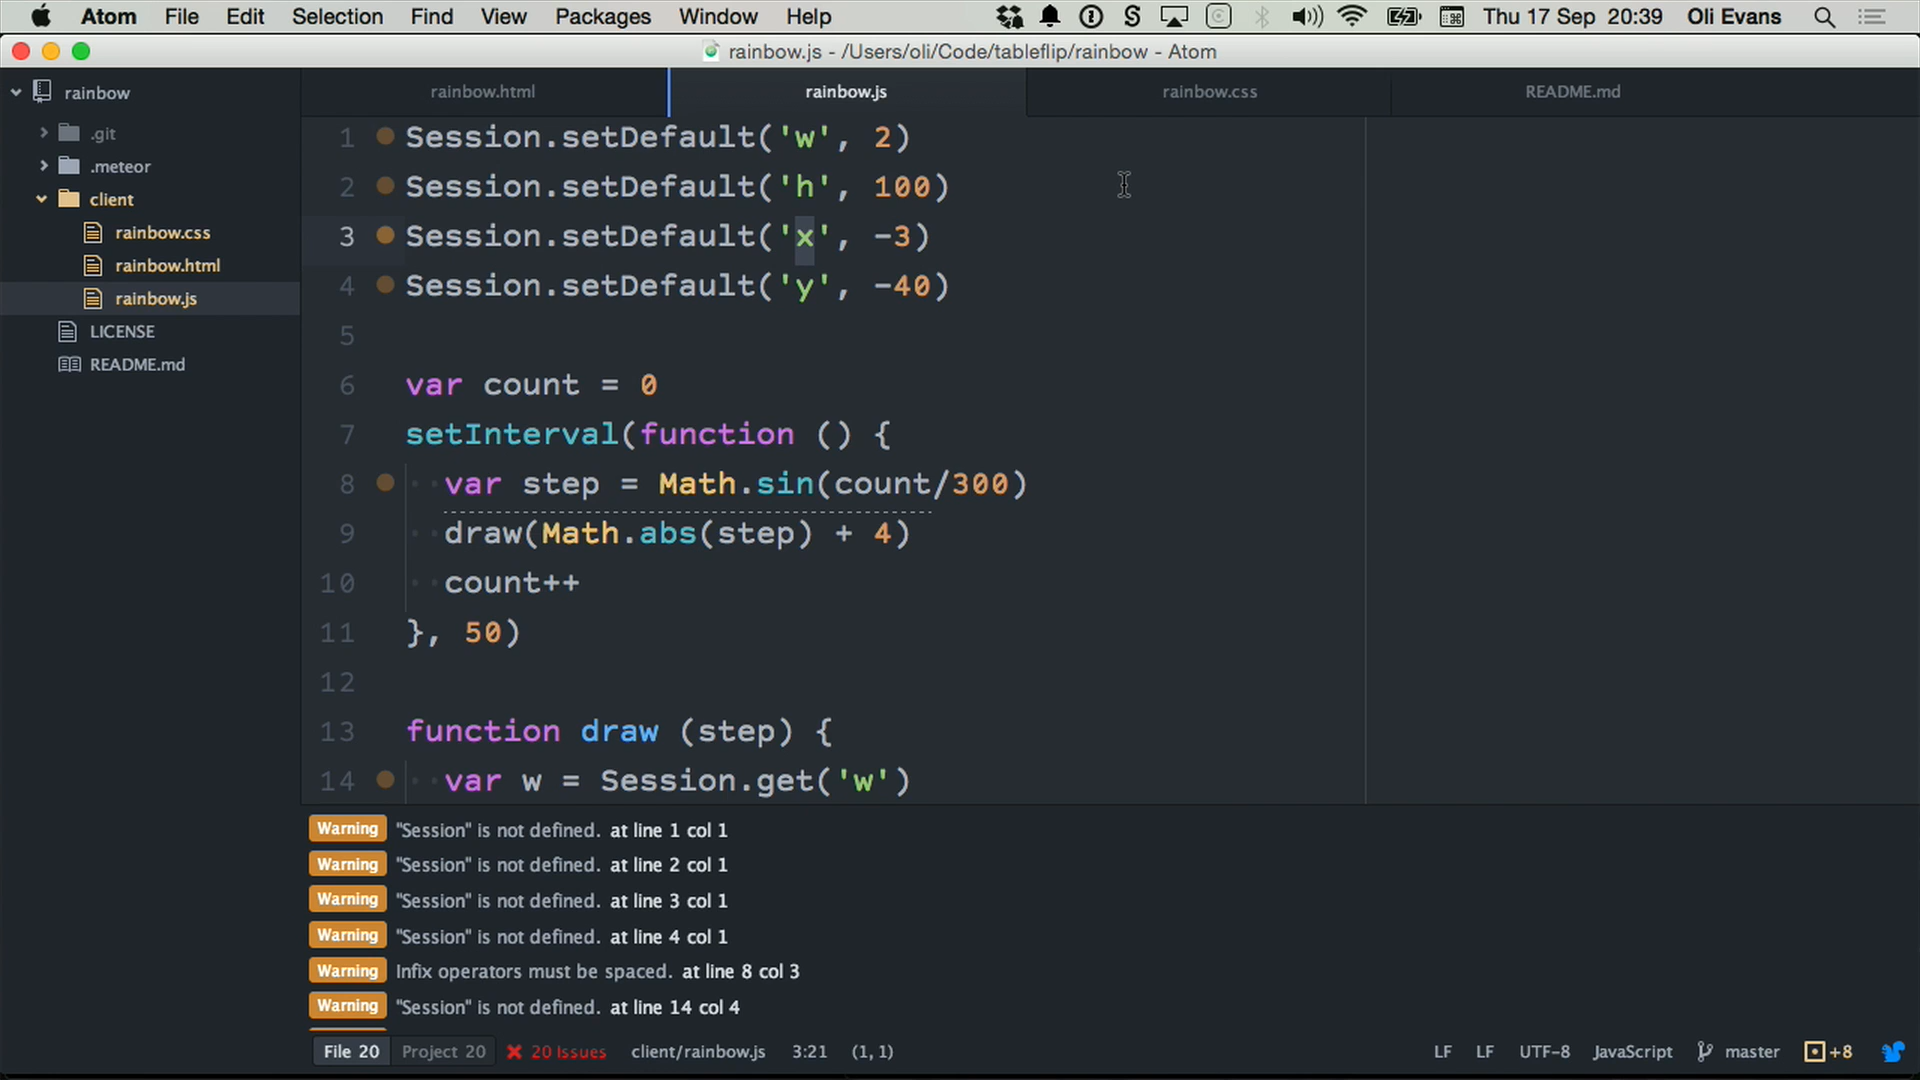 Atom File Edit Selection Find View Packages Window Help Thu 17 Sep 20:39 Oli Evans
rainbow.js - /Users/oli/Code/tableflip/rainbow - Atom
rainbow
.git
.meteor
client
rainbow.css
rainbow.html
rainbow.js
LICENSE
README.md
rainbow.html rainbow.js rainbow.css README.md
1 Session.setDefault('w', 2)
2 Session.setDefault('h', 100)
3 Session.setDefault('x', -3)
4 Session.setDefault('y', -40)
5
6 var count = 0
7 setInterval(function () {
8 var step = Math.sin(count/300)
9 draw(Math.abs(step) + 4)
10 count++
11 }, 50)
12
13 function draw (step) {
14 var w = Session.get('w')
Warning "Session" is not defined. at line 1 col 1
Warning "Session" is not defined. at line 2 col 1
Warning "Session" is not defined. at line 3 col 1
Warning "Session" is not defined. at line 4 col 1
Warning Infix operators must be spaced. at line 8 col 3
Warning "Session" is not defined. at line 14 col 4
File 20 Project 20 20 Issues client/rainbow.js 3:21 (1, 1) LF LF UTF-8 JavaScript master +8